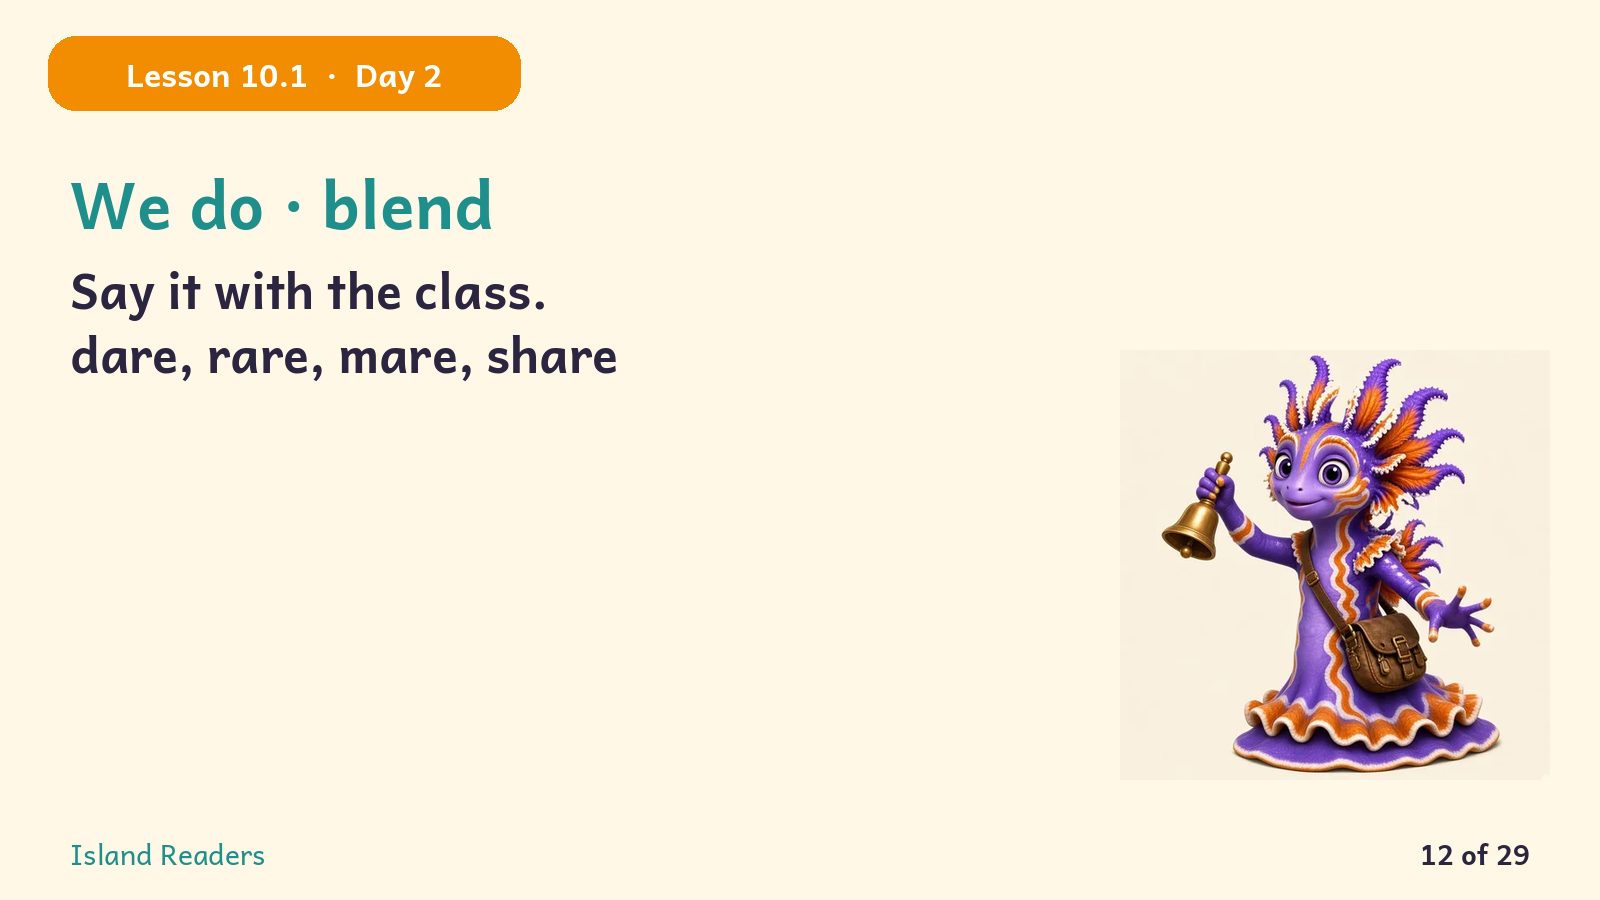 Lesson 10.1 · Day 2
We do · blend
Say it with the class.
dare, rare, mare, share
Island Readers
12 of 29